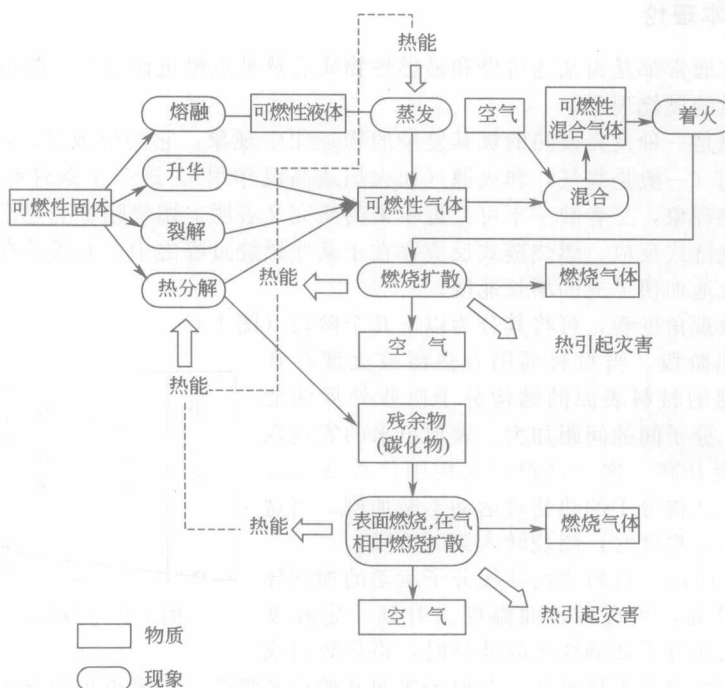 热能
熔融
可燃性液体
蒸发
空气
可燃性
混合气体
着火
升华
可燃性固体
裂解
可燃性气体
混合
热分解
热能
燃烧扩散
燃烧气体
空气
热引起灾害
热能
残余物
(碳化物)
热能
表面燃烧,在气
相中燃烧扩散
燃烧气体
空气
热引起灾害
物质
现象